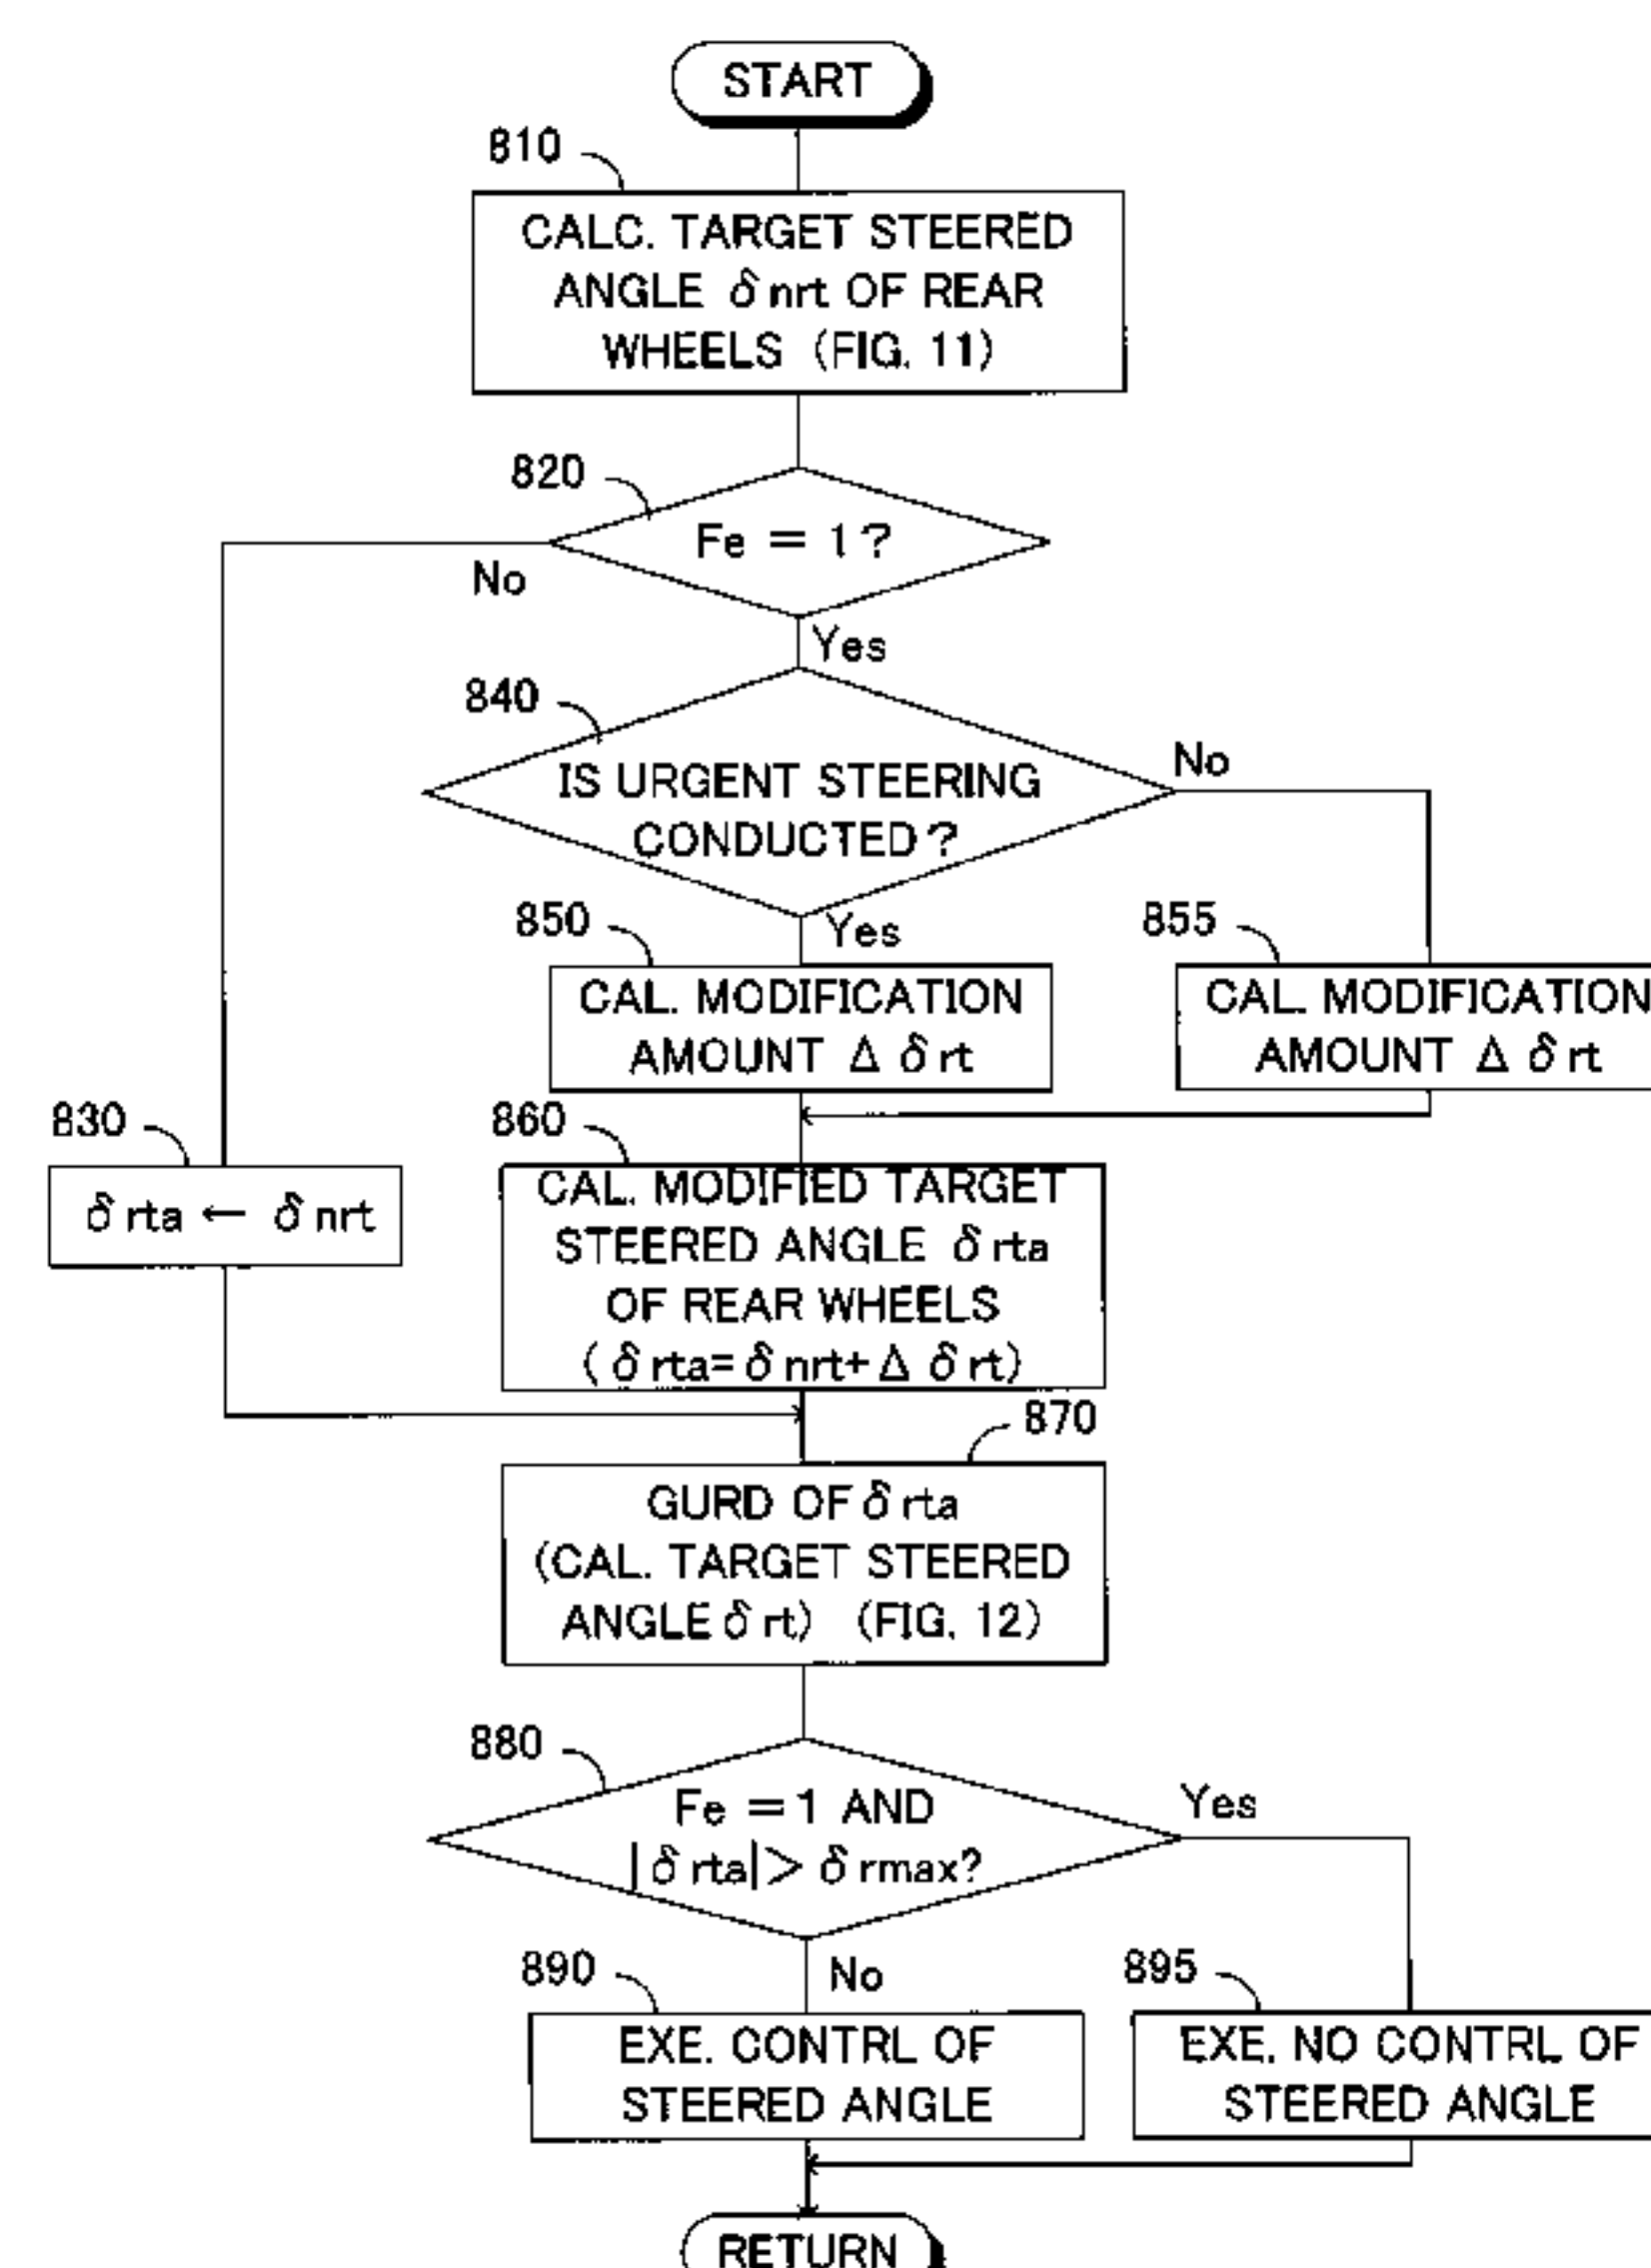 START
810
CALC. TARGET STEERED
ANGLE δnrt OF REAR
WHEELS (FIG. 11)
820
Fe = 1?
No
Yes
840
IS URGENT STEERING
CONDUCTED?
No
Yes
850
CAL. MODIFICATION
AMOUNT Δδrt
855
CAL. MODIFICATION
AMOUNT Δδrt
830
δrta ← δnrt
860
CAL. MODIFIED TARGET
STEERED ANGLE δrta
OF REAR WHEELS
(δrta=δnrt+Δδrt)
870
GURD OF δrta
(CAL. TARGET STEERED
ANGLE δrt) (FIG. 12)
880
Fe =1 AND
|δrta|> δrmax?
Yes
No
890
EXE. CONTRL OF
STEERED ANGLE
895
EXE. NO CONTRL OF
STEERED ANGLE
RETURN